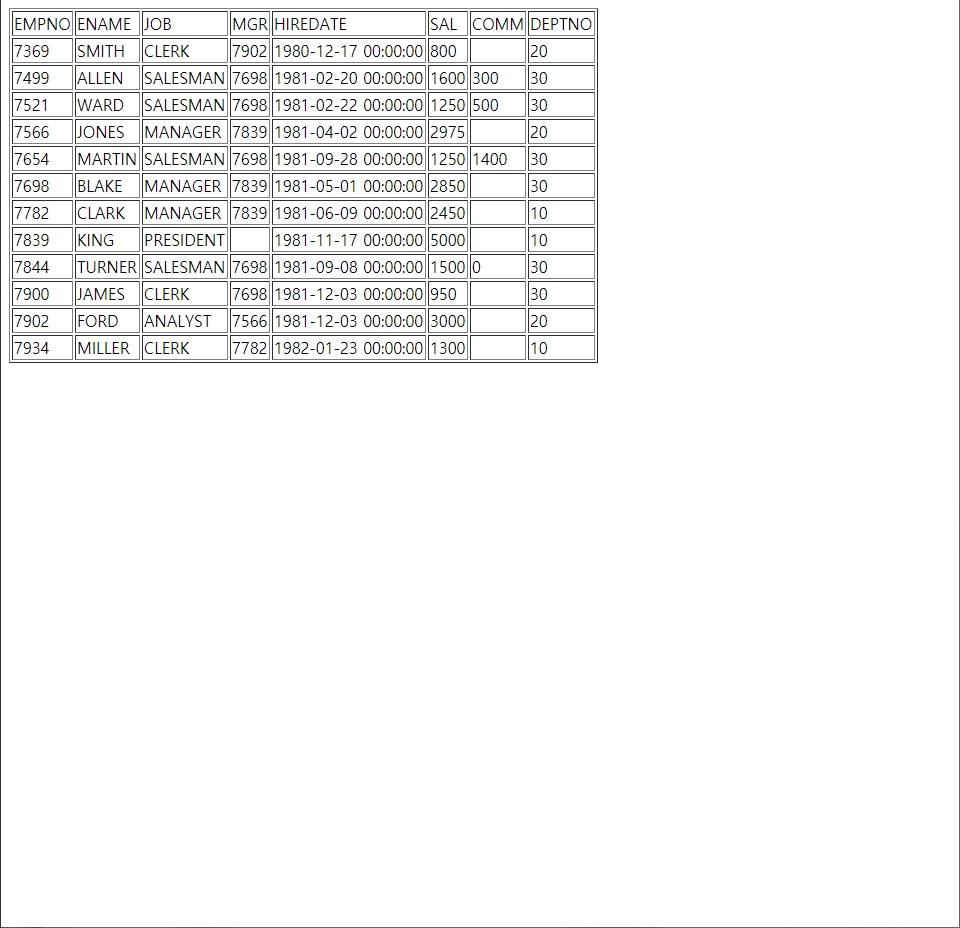 EMPNO ENAME JOB MGR HIREDATE SAL COMM DEPTNO
7369 SMITH CLERK 7902 1980-12-17 00:00:00 800 20
7499 ALLEN SALESMAN 7698 1981-02-20 00:00:00 1600 300 30
7521 WARD SALESMAN 7698 1981-02-22 00:00:00 1250 500 30
7566 JONES MANAGER 7839 1981-04-02 00:00:00 2975 20
7654 MARTIN SALESMAN 7698 1981-09-28 00:00:00 1250 1400 30
7698 BLAKE MANAGER 7839 1981-05-01 00:00:00 2850 30
7782 CLARK MANAGER 7839 1981-06-09 00:00:00 2450 10
7839 KING PRESIDENT 1981-11-17 00:00:00 5000 10
7844 TURNER SALESMAN 7698 1981-09-08 00:00:00 1500 0 30
7900 JAMES CLERK 7698 1981-12-03 00:00:00 950 30
7902 FORD ANALYST 7566 1981-12-03 00:00:00 3000 20
7934 MILLER CLERK 7782 1982-01-23 00:00:00 1300 10